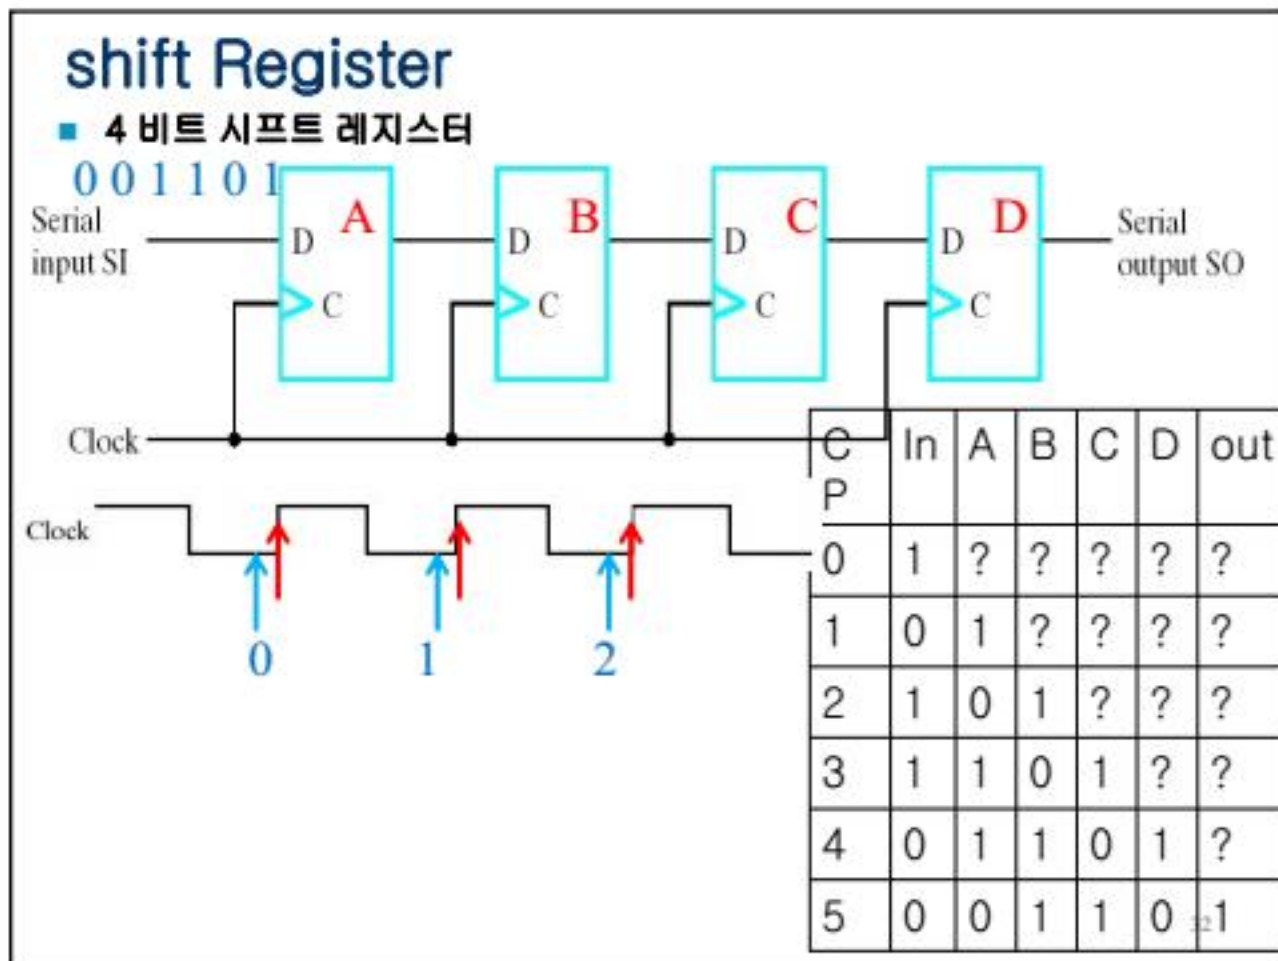 shift Register
4 비트 시프트 레지스터
0 0 1 1 0 1
Serial
input SI
D A
C
D B
C
D C
C
D D
C
Serial
output SO
Clock
Clock
0 1 2
C
P In A B C D out
0 1 ? ? ? ? ?
1 0 1 ? ? ? ?
2 1 0 1 ? ? ?
3 1 1 0 1 ? ?
4 0 1 1 0 1 ?
5 0 0 1 1 0 1
32